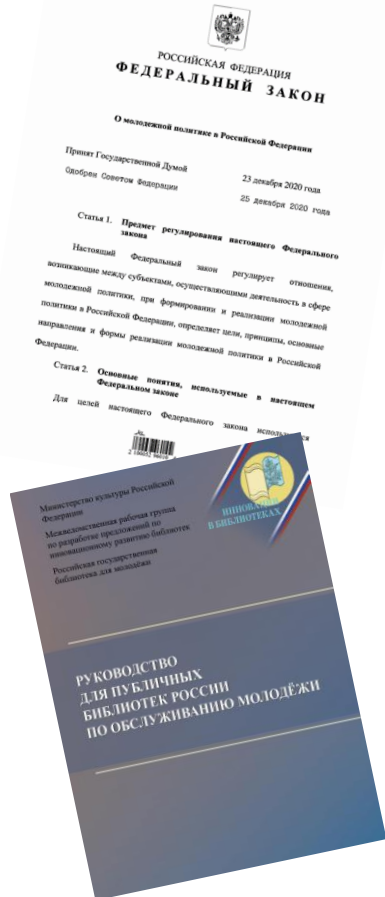 РОССИЙСКАЯ ФЕДЕРАЦИЯ
ФЕДЕРАЛЬНЫЙ ЗАКОН
О молодежной политике в Российской Федерации
Принят Государственной Думой
23 декабря 2020 года
Одобрен Советом Федерации
25 декабря 2020 года
Статья 1. Предмет регулирования настоящего Федерального
закона
Настоящий Федеральный закон регулирует отношения,
возникающие между субъектами, осуществляющими деятельность в сфере
молодежной политики, при формировании и реализации молодежной
политики в Российской Федерации, определяет цели, принципы, основные
направления и формы реализации молодежной политики в Российской
Федерации.
Статья 2. Основные понятия, используемые в настоящем
Федеральном законе
Для целей настоящего Федерального закона
Министерство культуры Российской
Федерации
Межведомственная рабочая группа
по разработке предложений по
инновационному развитию библиотек
Российская государственная
библиотека для молодёжи
В БИБЛИОТЕКАХ
РУКОВОДСТВО
ДЛЯ ПУБЛИЧНЫХ
БИБЛИОТЕК РОССИИ
ПО ОБСЛУЖИВАНИЮ МОЛОДЁЖИ